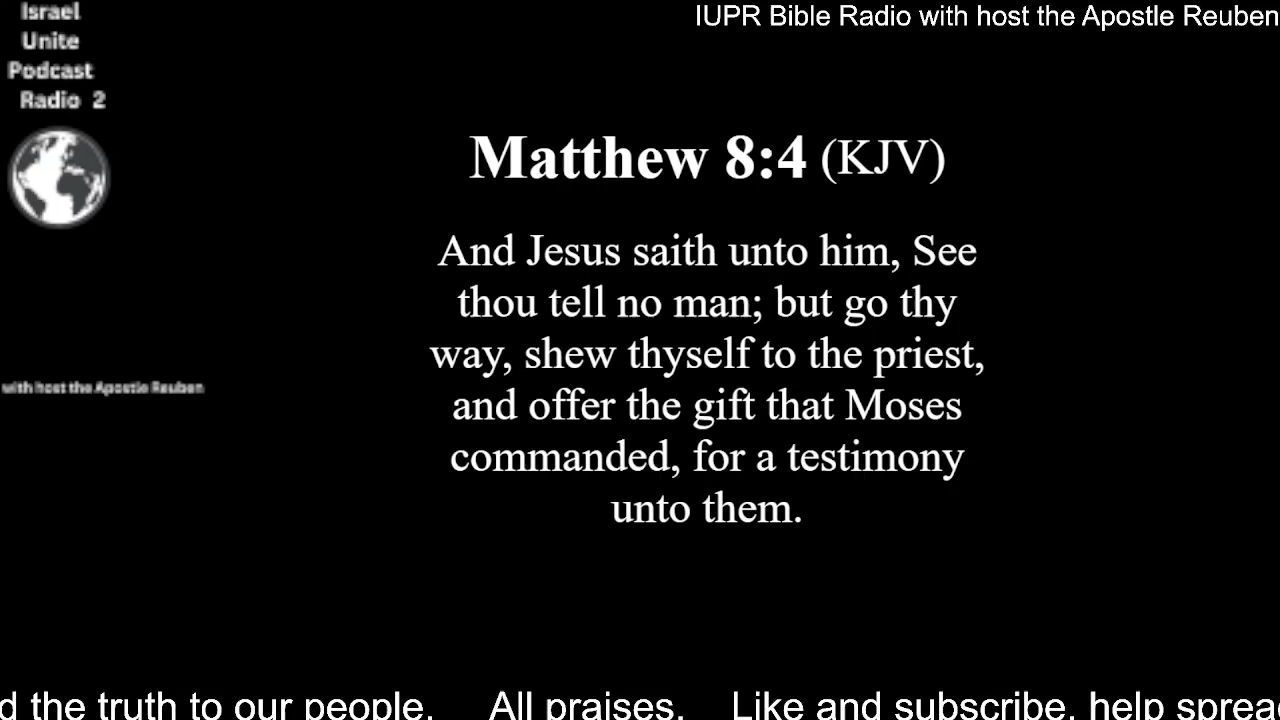 Israel
Unite
Podcast
Radio 2
IUPR Bible Radio with host the Apostle Reuben
Matthew 8:4 (KJV)
And Jesus saith unto him, See
thou tell no man; but go thy
way, shew thyself to the priest,
and offer the gift that Moses
commanded, for a testimony
unto them.
with host the Apostle Reuben
d the truth to our people. All praises. Like and subscribe, help sprea